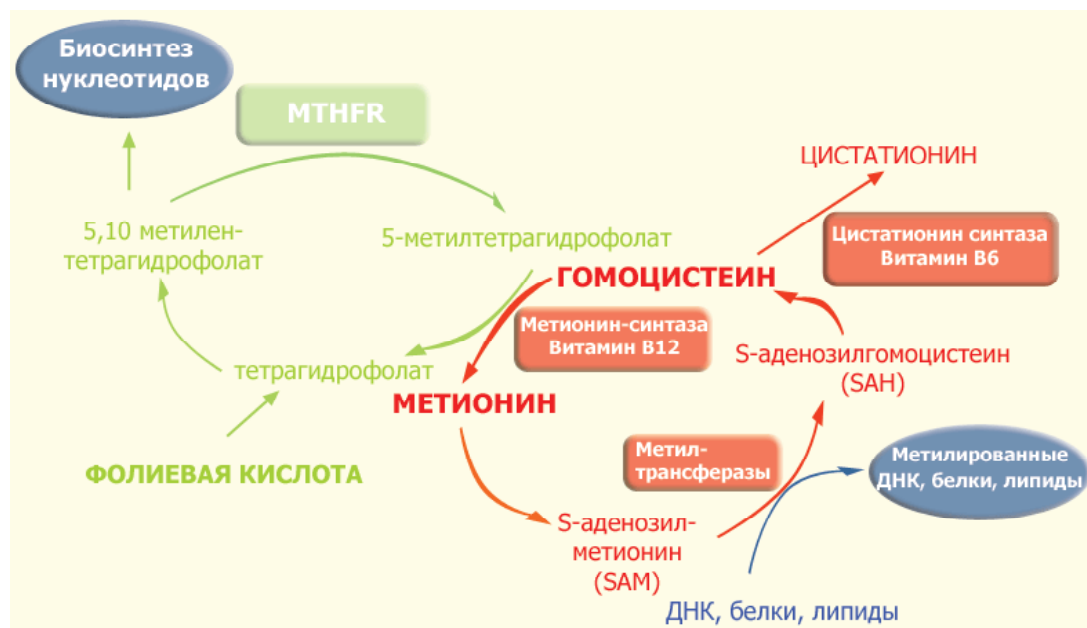 Биосинтез
нуклеотидов
MTHFR
ЦИСТАТИОНИН
5,10 метилен-
тетрагидрофолат
5-метилтетрагидрофолат
Цистатионин синтаза
Витамин В6
ГОМОЦИСТЕИН
Метионин-синтаза
Витамин В12
S-аденозилгомоцистеин
(SAH)
тетрагидрофолат
МЕТИОНИН
ФОЛИЕВАЯ КИСЛОТА
Метил-
трансферазы
Метилированные
ДНК, белки, липиды
S-аденозил-
метионин
(SAM)
ДНК, белки, липиды